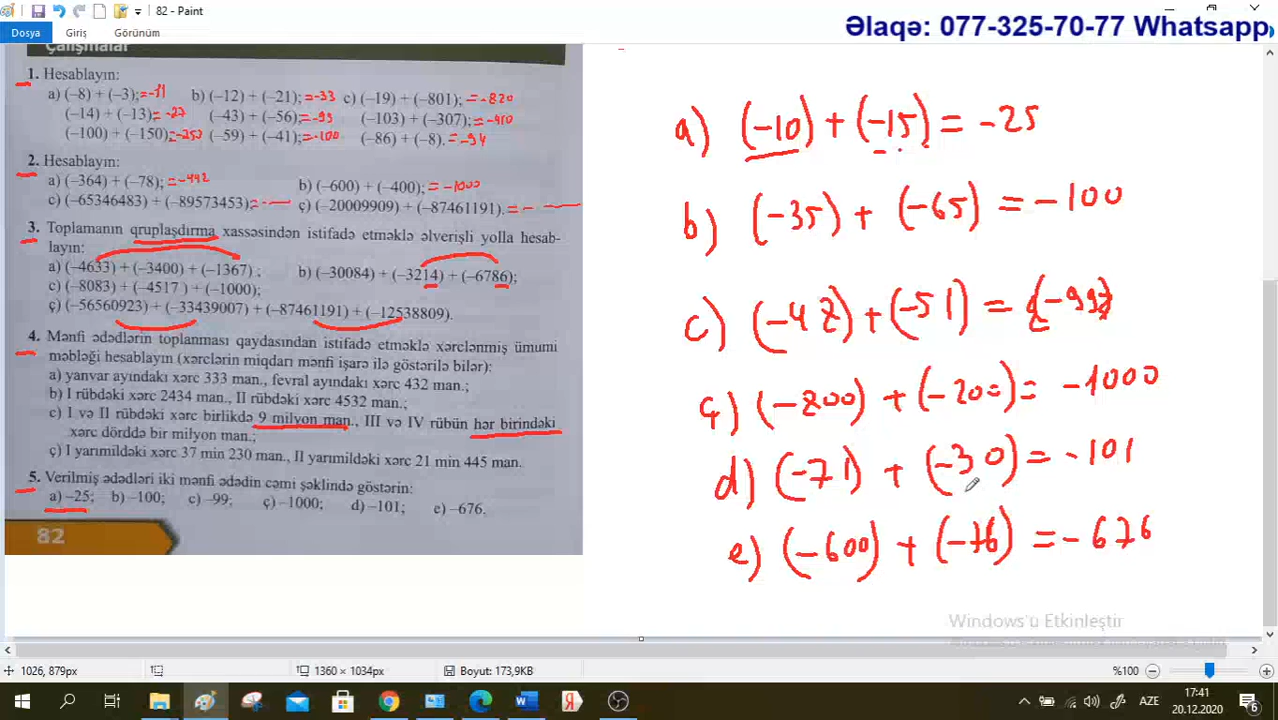 82 - Paint
Əlaqə: 077-325-70-77 Whatsapp
Dosya Giriş Görünüm
Çalışmalar
1. Hesablayın:
a) (–8) + (–3); =-11 b) (–12) + (–21); =-33 c) (–19) + (–801); =-820
(–14) + (–13) =-27 (–43) + (–56); =-99 (–103) + (–307); =-410
(–100) + (–150); =-250 (–59) + (–41); =-100 (–86) + (–8). =-94
2. Hesablayın:
a) (–364) + (–78); =-442 b) (–600) + (–400); =-1000
c) (–65346483) + (–89573453); =- ç) (–20009909) + (–87461191). =-
3. Toplamanın qruplaşdırma xassəsindən istifadə etməklə əlverişli yolla hesab-
layın:
a) (–4633) + (–3400) + (–1367) ; b) (–30084) + (–3214) + (–6786);
c) (–8083) + (–4517 ) + (–1000);
ç) (–56560923) + (–33439007) + (–87461191) + (–12538809).
4. Mənfi ədədlərin toplanması qaydasından istifadə etməklə xərclənmiş ümumi
məbləği hesablayın (xərclərin miqdarı mənfi işarə ilə göstərilə bilər):
a) yanvar ayındakı xərc 333 man., fevral ayındakı xərc 432 man.;
b) I rübdəki xərc 2434 man., II rübdəki xərc 4532 man.;
c) I və II rübdəki xərc birlikdə 9 milyon man., III və IV rübün hər birindəki
xərc dörddə bir milyon man.;
ç) I yarımildəki xərc 37 min 230 man., II yarımildəki xərc 21 min 445 man.
5. Verilmiş ədədləri iki mənfi ədədin cəmi şəklində göstərin:
a) –25; b) –100; c) –99; ç) –1000; d) –101; e) –676.
82
a) (-10) + (-15) = -25
b) (-35) + (-65) = -100
c) (-48) + (-51) = (-99)
ç) (-800) + (-200) = -1000
d) (-71) + (-30) = -101
e) (-600) + (-76) = -676
Windows'u Etkinleştir
1026, 879px 1360 × 1034px Boyut: 173,9KB %100
AZE 17:41
20.12.2020 6